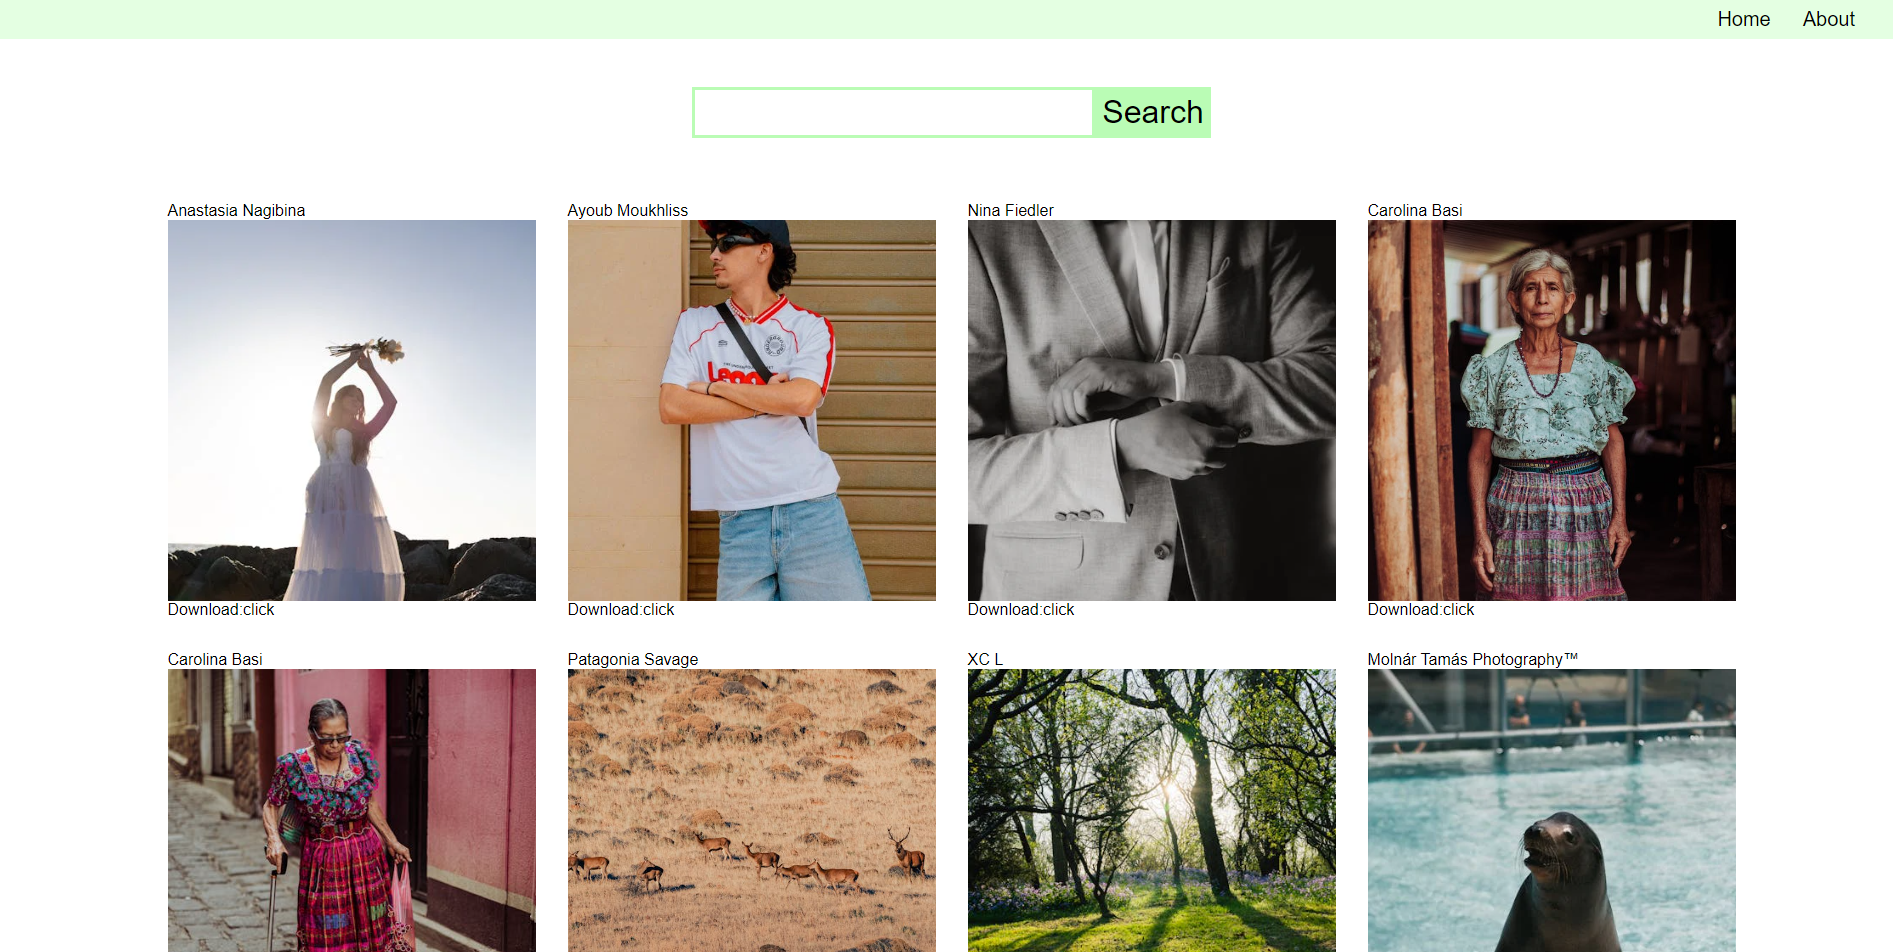 Home About
Search
Anastasia Nagibina
Ayoub Moukhliss
Nina Fiedler
Carolina Basi
Download:click
Download:click
Download:click
Download:click
Carolina Basi
Patagonia Savage
XC L
Molnár Tamás Photography™